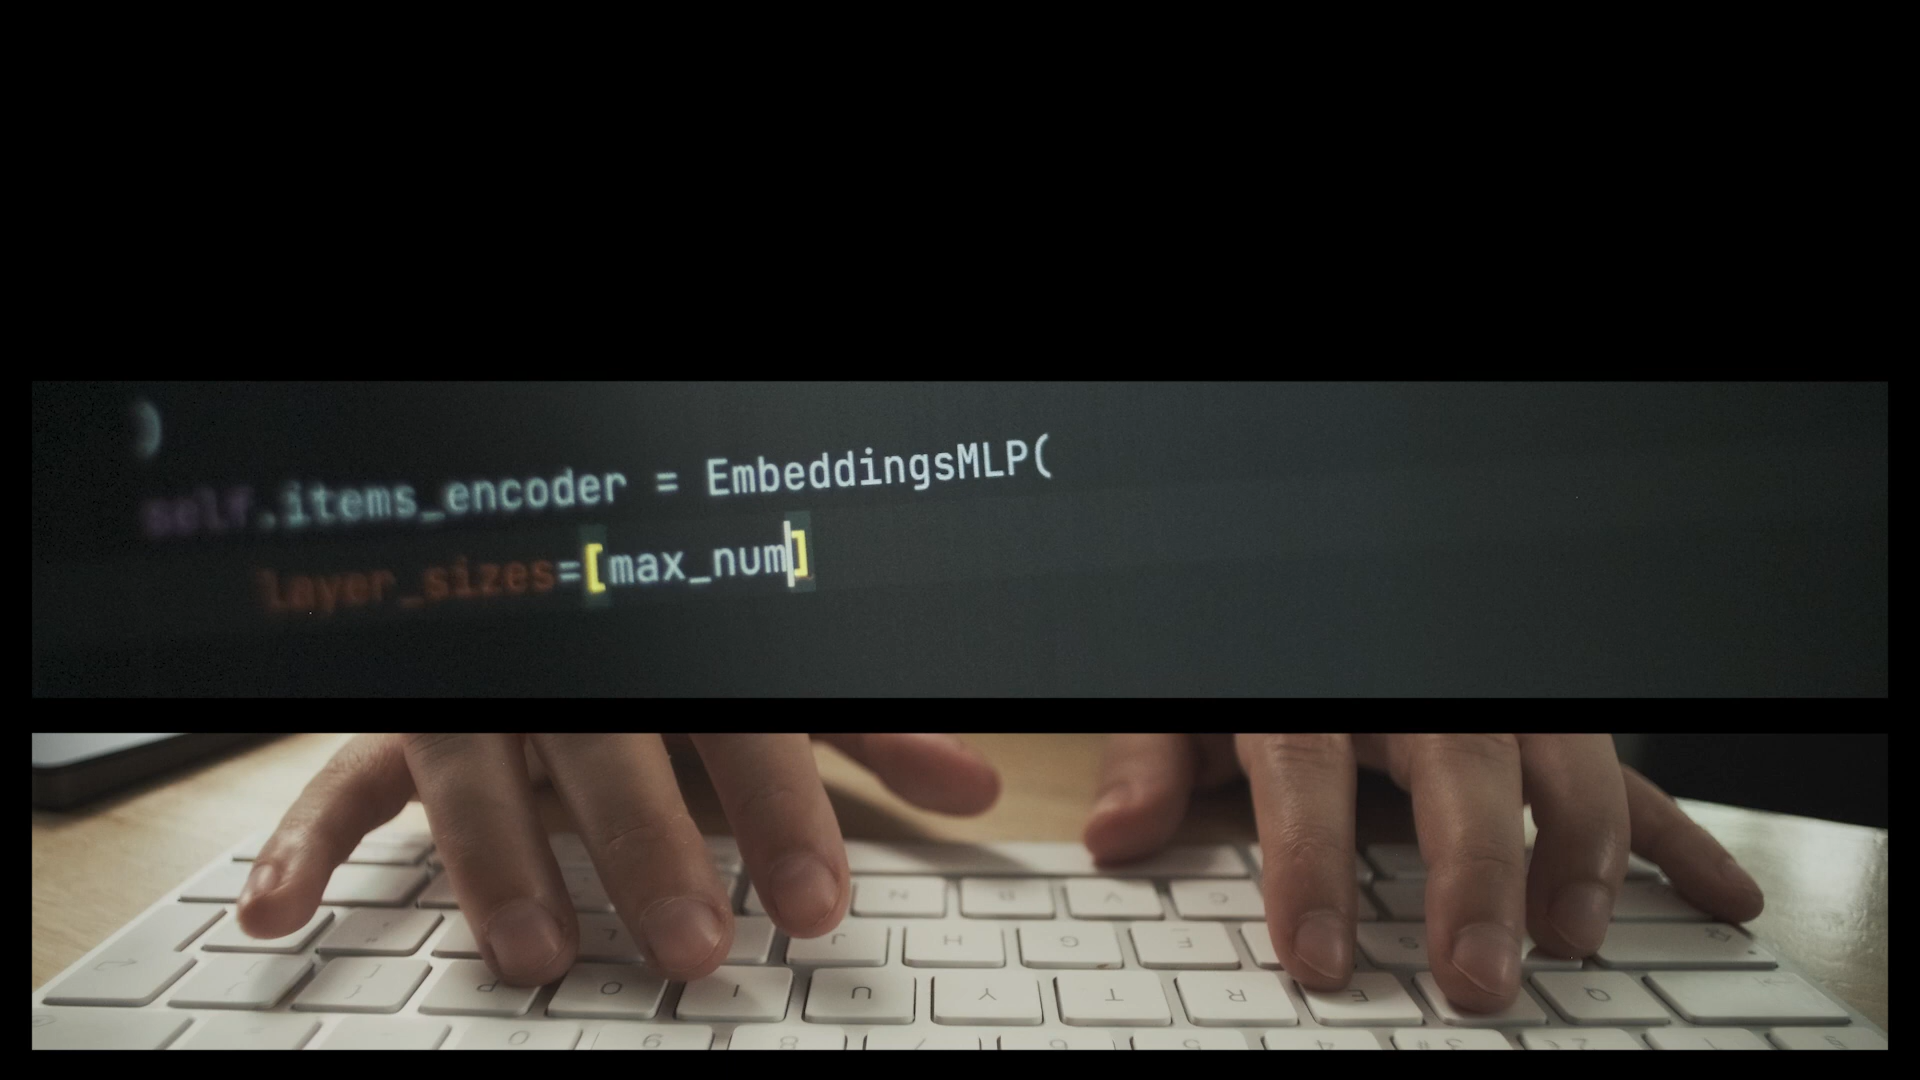 )
self.items_encoder = EmbeddingsMLP(
layer_sizes=[max_num]
N B V C
L J H G F S
P O I U Y T R E Q